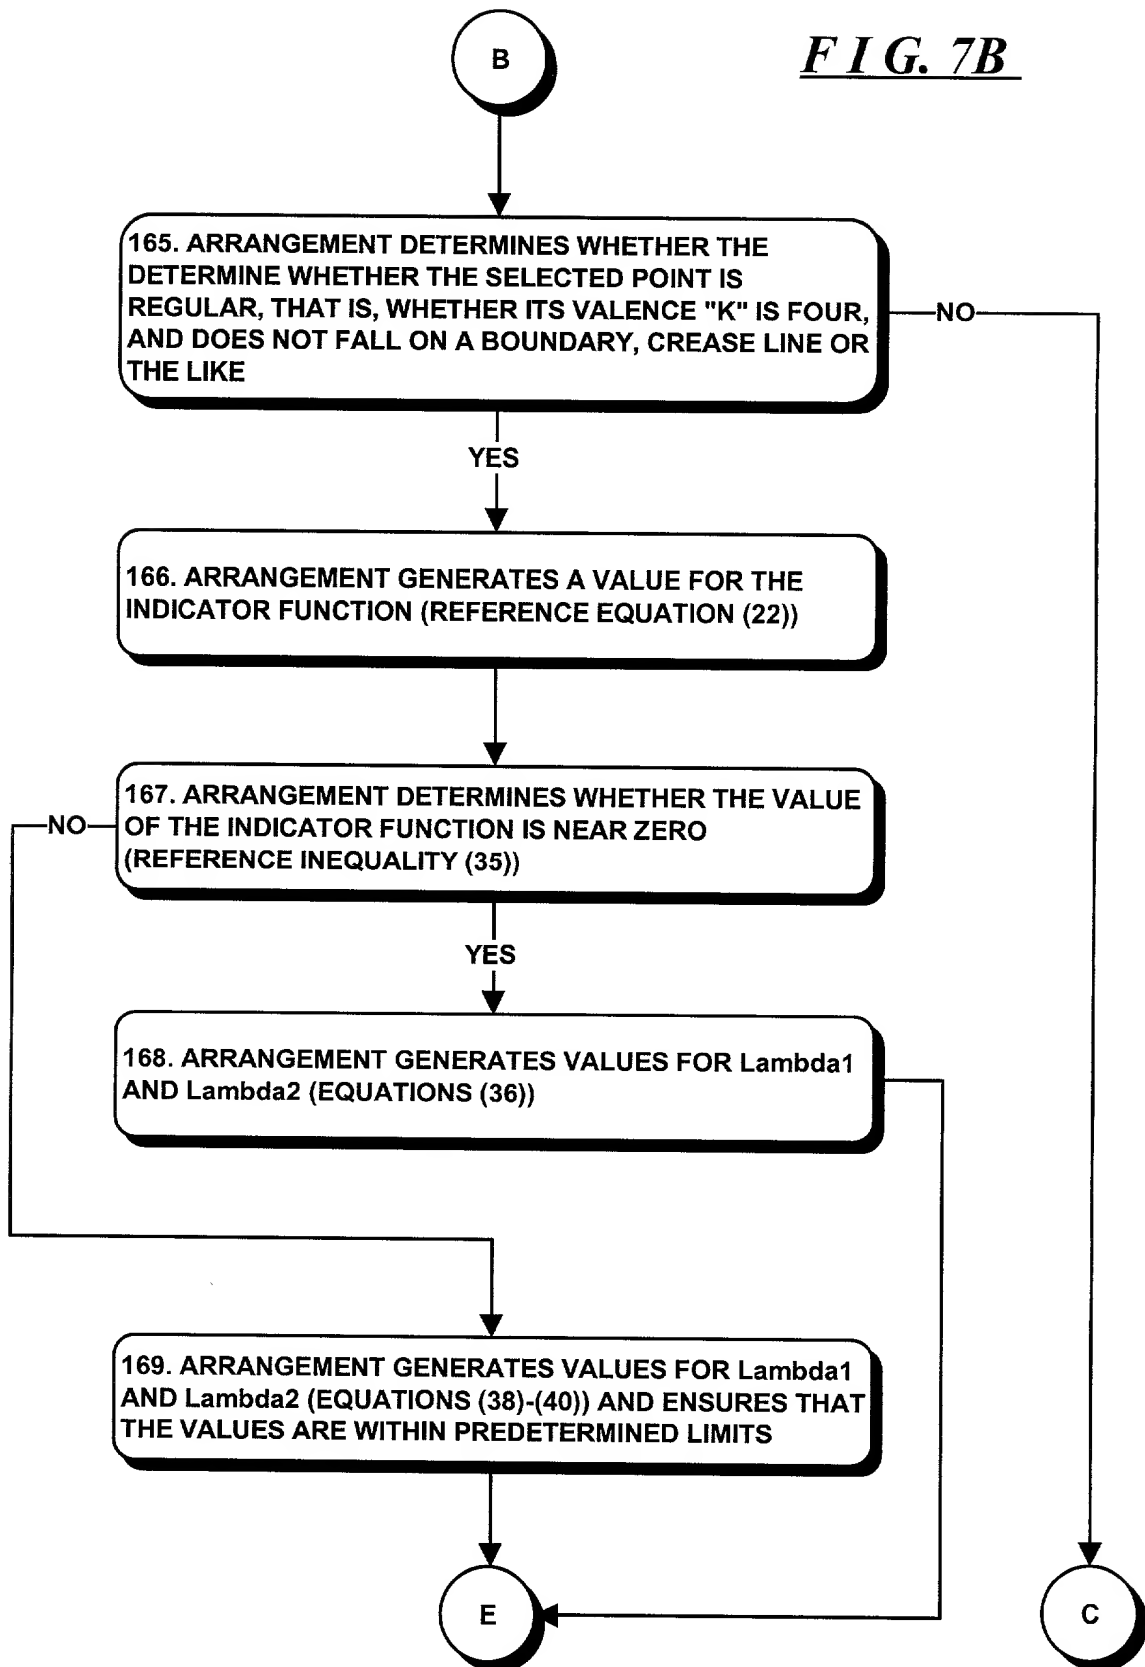 B
F I G. 7B
165. ARRANGEMENT DETERMINES WHETHER THE
DETERMINE WHETHER THE SELECTED POINT IS
REGULAR, THAT IS, WHETHER ITS VALENCE "K" IS FOUR,
AND DOES NOT FALL ON A BOUNDARY, CREASE LINE OR
THE LIKE
NO
YES
166. ARRANGEMENT GENERATES A VALUE FOR THE
INDICATOR FUNCTION (REFERENCE EQUATION (22))
167. ARRANGEMENT DETERMINES WHETHER THE VALUE
OF THE INDICATOR FUNCTION IS NEAR ZERO
(REFERENCE INEQUALITY (35))
NO
YES
168. ARRANGEMENT GENERATES VALUES FOR Lambda1
AND Lambda2 (EQUATIONS (36))
169. ARRANGEMENT GENERATES VALUES FOR Lambda1
AND Lambda2 (EQUATIONS (38)-(40)) AND ENSURES THAT
THE VALUES ARE WITHIN PREDETERMINED LIMITS
E
C